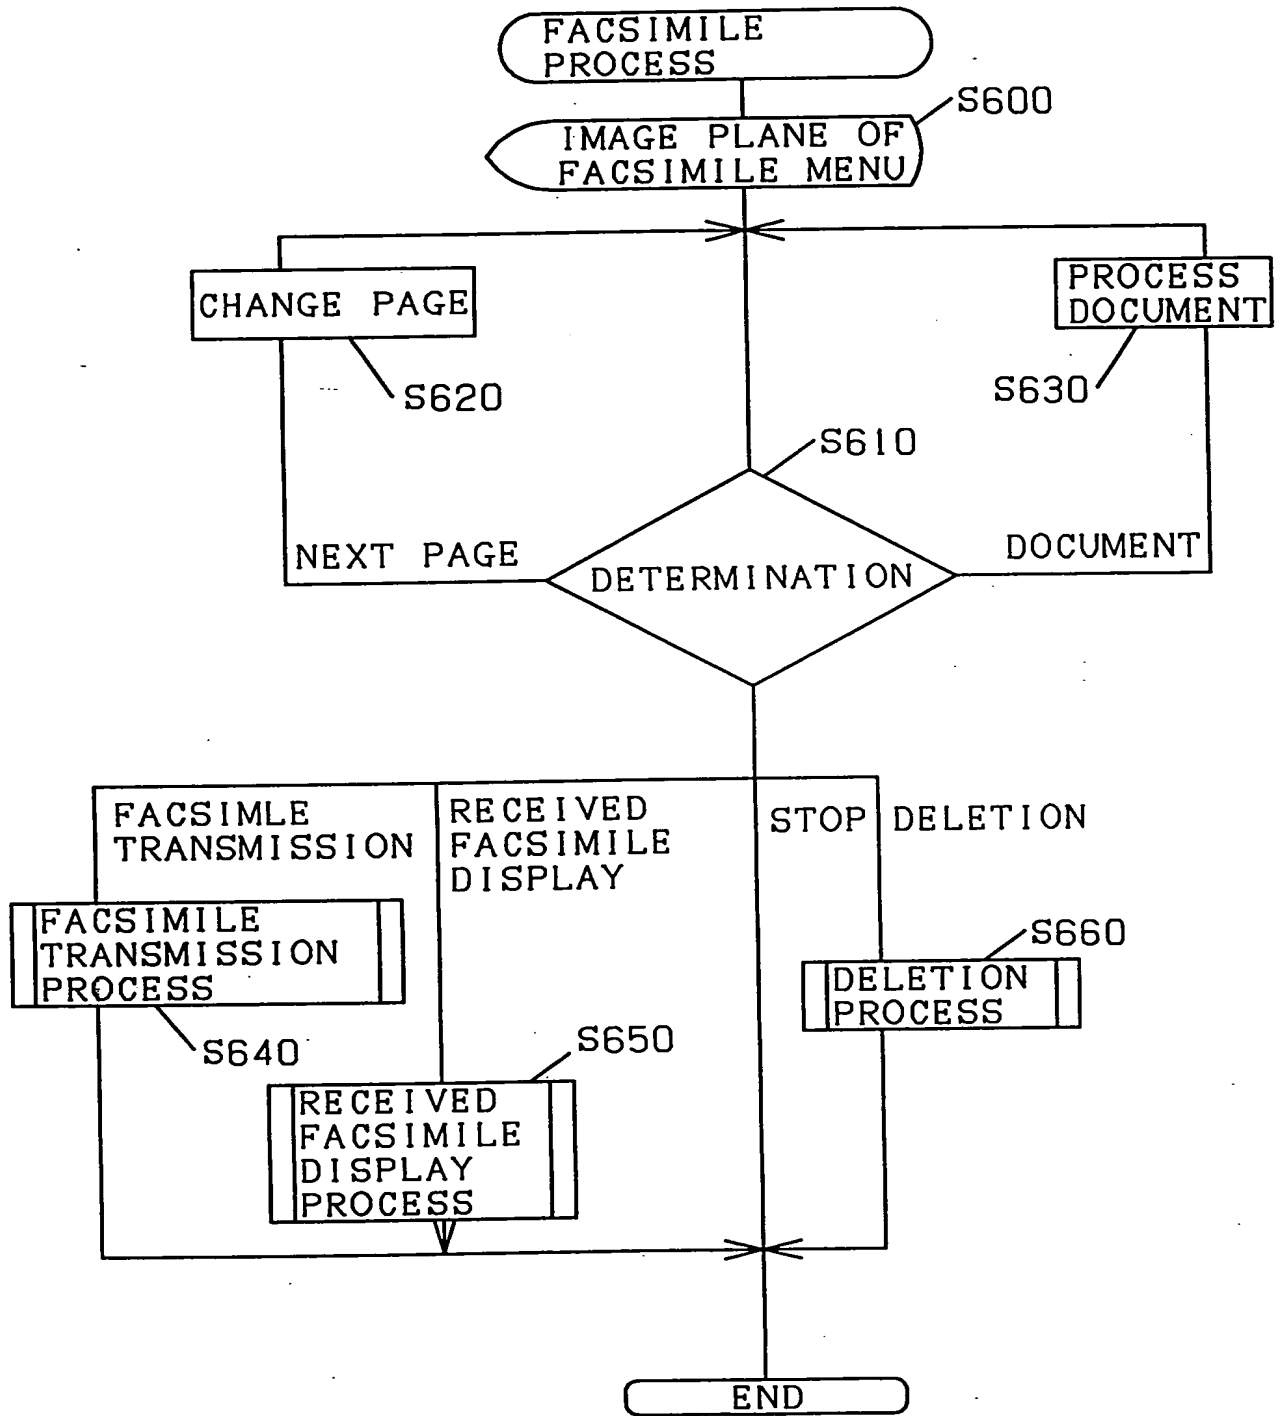 FACSIMILE
PROCESS
S600
IMAGE PLANE OF
FACSIMILE MENU
CHANGE PAGE
S620
PROCESS
DOCUMENT
S630
S610
NEXT PAGE
DETERMINATION
DOCUMENT
FACSIMLE
TRANSMISSION
RECEIVED
FACSIMILE
DISPLAY
STOP
DELETION
FACSIMILE
TRANSMISSION
PROCESS
S640
S660
DELETION
PROCESS
S650
RECEIVED
FACSIMILE
DISPLAY
PROCESS
END